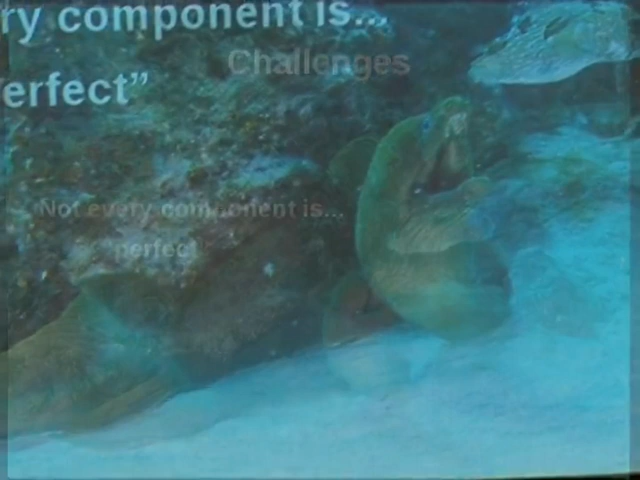 ry component is...
Challenges
erfect”
Not every component is...
"perfect"